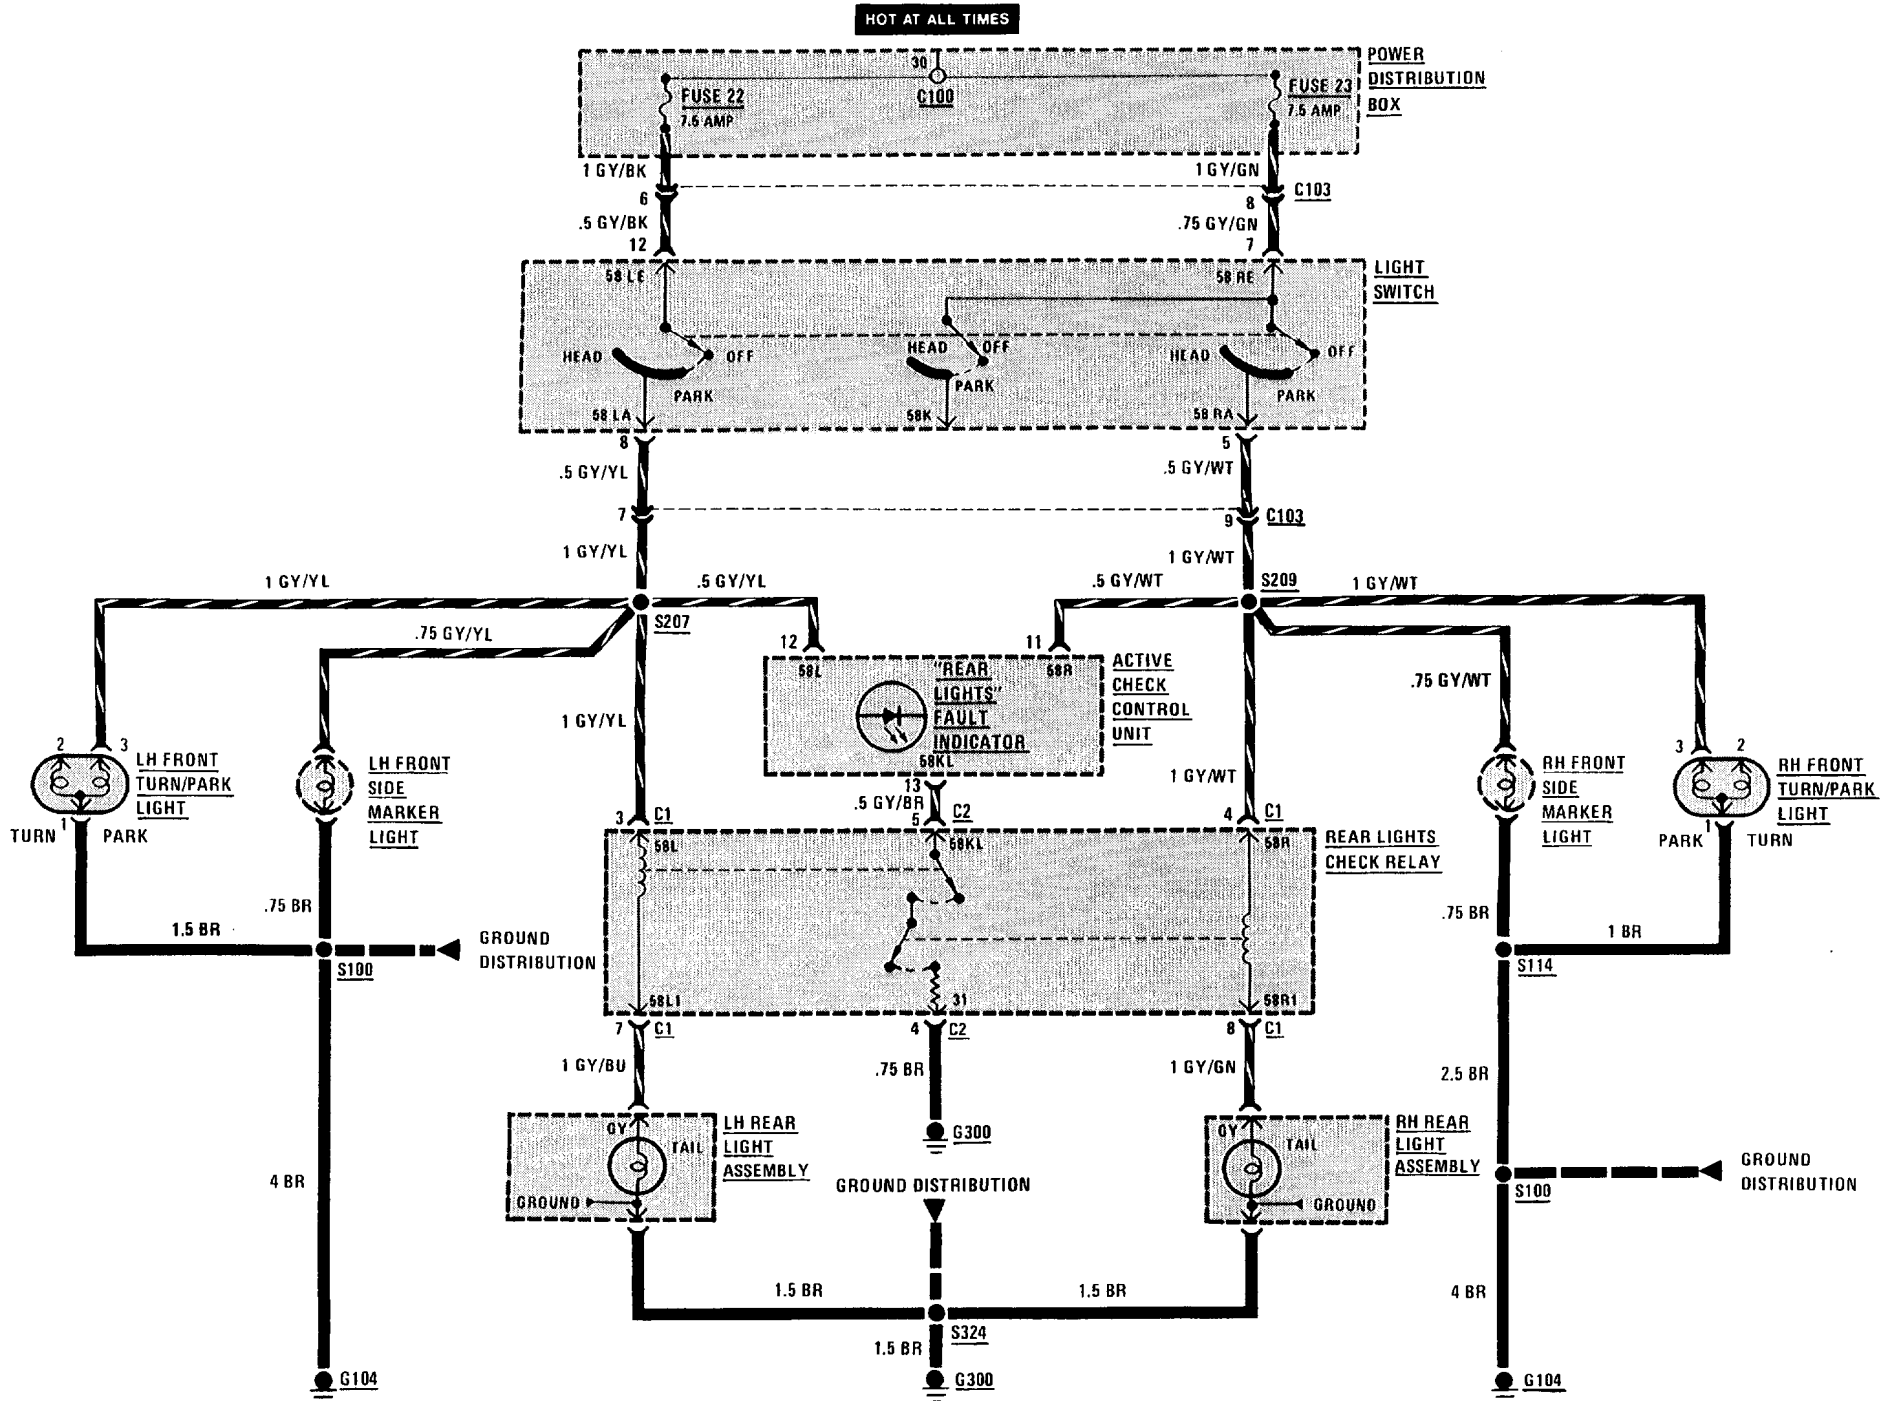 HOT AT ALL TIMES
30
C100
FUSE 22
7.5 AMP
FUSE 23
7.5 AMP
POWER
DISTRIBUTION
BOX
1 GY/BK
1 GY/GN
6
8
C103
.5 GY/BK
.75 GY/GN
12
7
58 LE
58 RE
LIGHT
SWITCH
HEAD
OFF
PARK
HEAD
OFF
PARK
HEAD
OFF
PARK
58 LA
58K
58 RA
8
5
.5 GY/YL
.5 GY/WT
7
9
C103
1 GY/YL
1 GY/WT
1 GY/YL
.5 GY/YL
.5 GY/WT
S209
1 GY/WT
S207
.75 GY/YL
.75 GY/WT
12
11
58L
58R
"REAR
LIGHTS"
FAULT
INDICATOR
58KL
ACTIVE
CHECK
CONTROL
UNIT
1 GY/YL
1 GY/WT
13
.5 GY/BR
2
3
LH FRONT
TURN/PARK
LIGHT
1
TURN
PARK
LH FRONT
SIDE
MARKER
LIGHT
RH FRONT
SIDE
MARKER
LIGHT
3
2
RH FRONT
TURN/PARK
LIGHT
1
PARK
TURN
3
C1
5
C2
4
C1
58L
58KL
58R
REAR LIGHTS
CHECK RELAY
.75 BR
1.5 BR
S100
GROUND
DISTRIBUTION
.75 BR
1 BR
S114
58L1
31
58R1
7
C1
4
C2
8
C1
1 GY/BU
.75 BR
1 GY/GN
2.5 BR
GY
TAIL
GROUND
LH REAR
LIGHT
ASSEMBLY
G300
GROUND DISTRIBUTION
GY
TAIL
GROUND
RH REAR
LIGHT
ASSEMBLY
S100
GROUND
DISTRIBUTION
4 BR
1.5 BR
1.5 BR
4 BR
S324
1.5 BR
G104
G300
G104